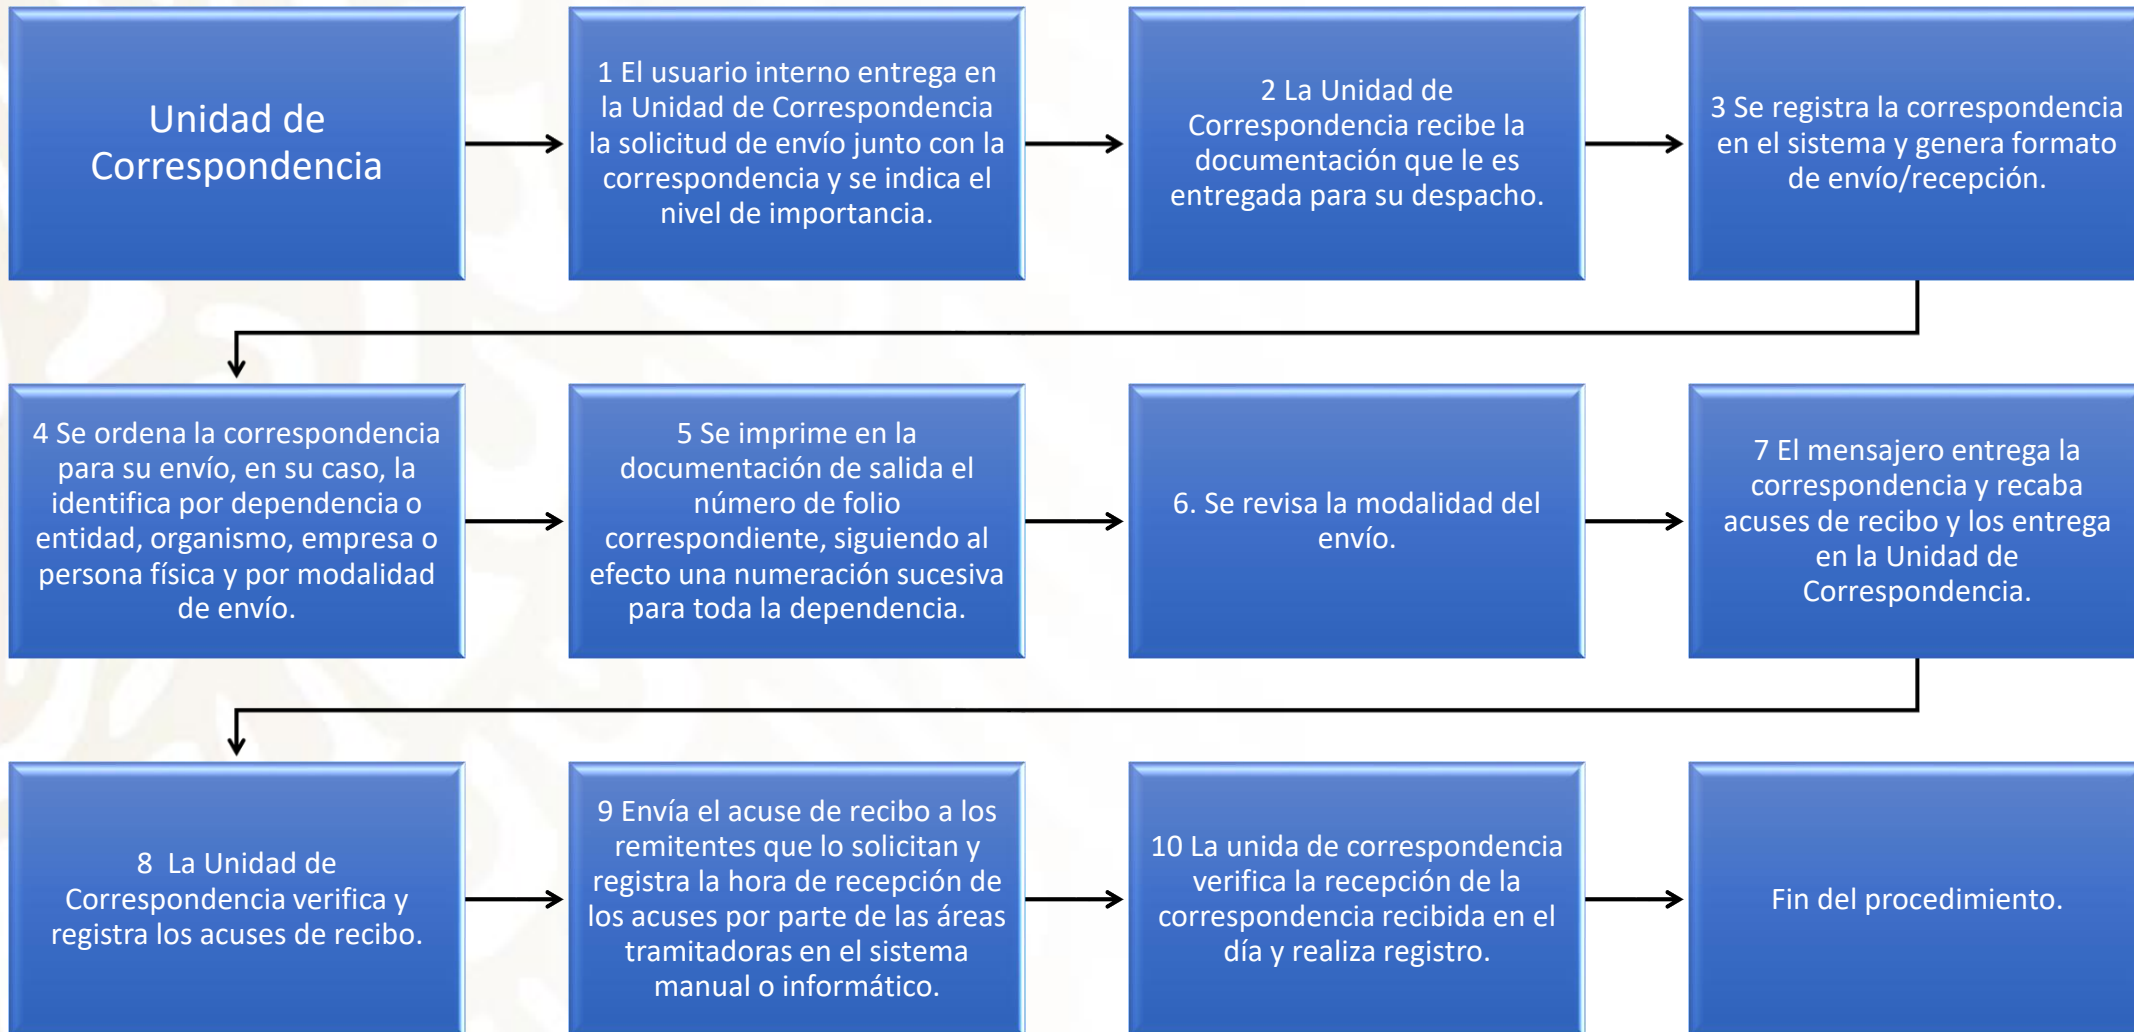 Unidad de
Correspondencia
1 El usuario interno entrega en
la Unidad de Correspondencia
la solicitud de envío junto con la
correspondencia y se indica el
nivel de importancia.
2 La Unidad de
Correspondencia recibe la
documentación que le es
entregada para su despacho.
3 Se registra la correspondencia
en el sistema y genera formato
de envío/recepción.
4 Se ordena la correspondencia
para su envío, en su caso, la
identifica por dependencia o
entidad, organismo, empresa o
persona física y por modalidad
de envío.
5 Se imprime en la
documentación de salida el
número de folio
correspondiente, siguiendo al
efecto una numeración sucesiva
para toda la dependencia.
6. Se revisa la modalidad del
envío.
7 El mensajero entrega la
correspondencia y recaba
acuses de recibo y los entrega
en la Unidad de
Correspondencia.
8  La Unidad de
Correspondencia verifica y
registra los acuses de recibo.
9 Envía el acuse de recibo a los
remitentes que lo solicitan y
registra la hora de recepción de
los acuses por parte de las áreas
tramitadoras en el sistema
manual o informático.
10 La unida de correspondencia
verifica la recepción de la
correspondencia recibida en el
día y realiza registro.
Fin del procedimiento.